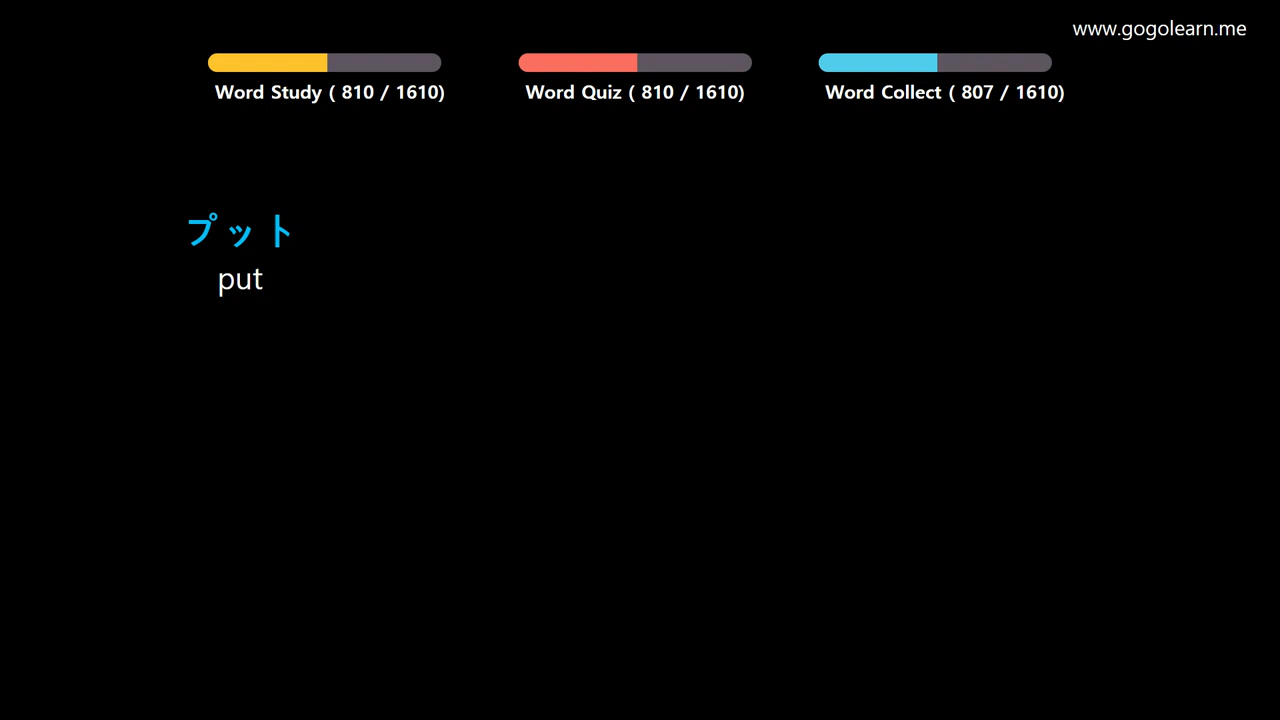 www.gogolearn.me
Word Study ( 810 / 1610)
Word Quiz ( 810 / 1610)
Word Collect ( 807 / 1610)
プット
put